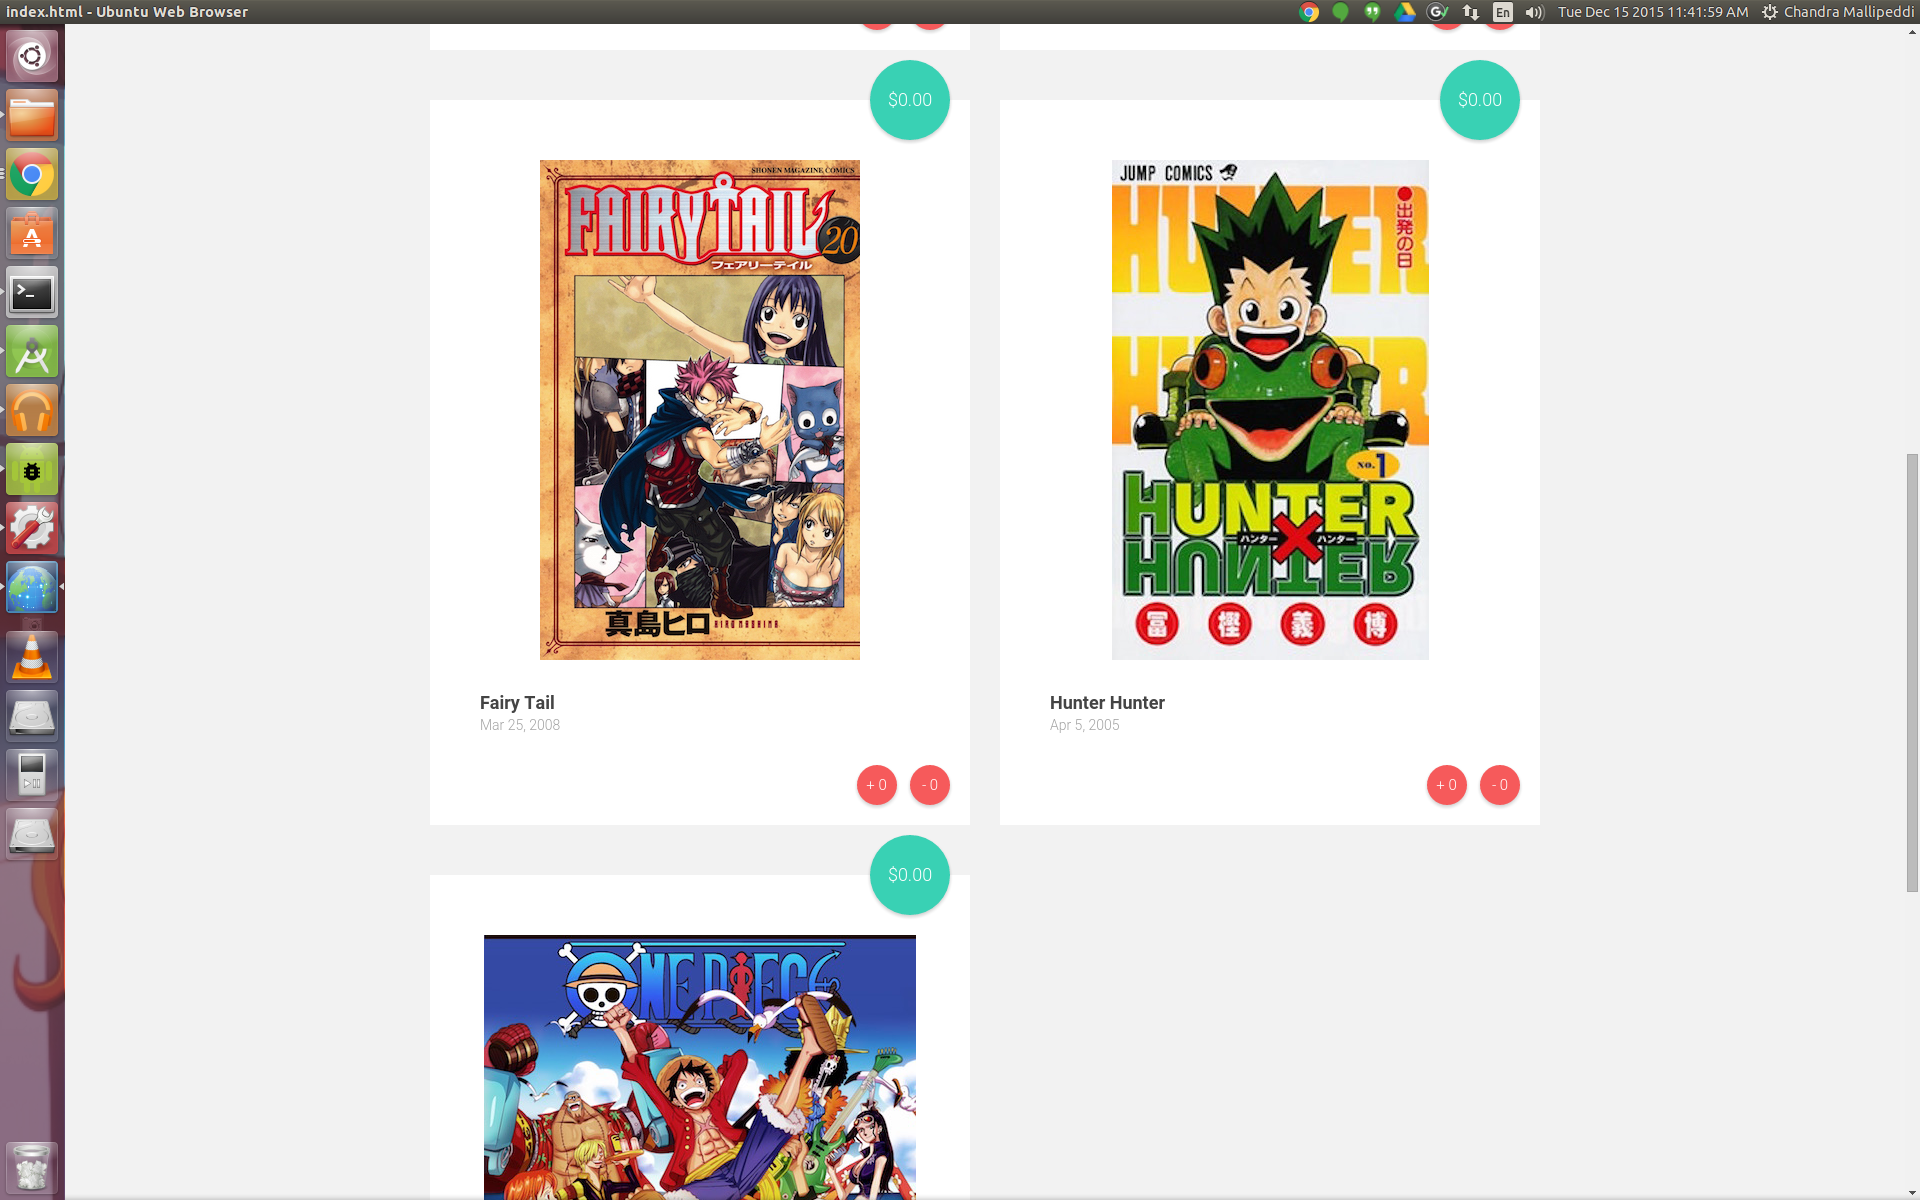 index.html - Ubuntu Web Browser
En
Tue Dec 15 2015 11:41:59 AM
Chandra Mallipeddi
$0.00
$0.00
SHONEN MAGAZINE COMICS
FAIRY TAIL
20
フェアリーテイル
真島ヒロ
HIRO MASHIMA
Fairy Tail
Mar 25, 2008
+ 0
- 0
JUMP COMICS
HUNTER
HUNTER
出発の日
NO.1
HUNTER
ハンター × ハンター
HUNTER
冨樫義博
Hunter Hunter
Apr 5, 2005
+ 0
- 0
$0.00
ONE PIECE